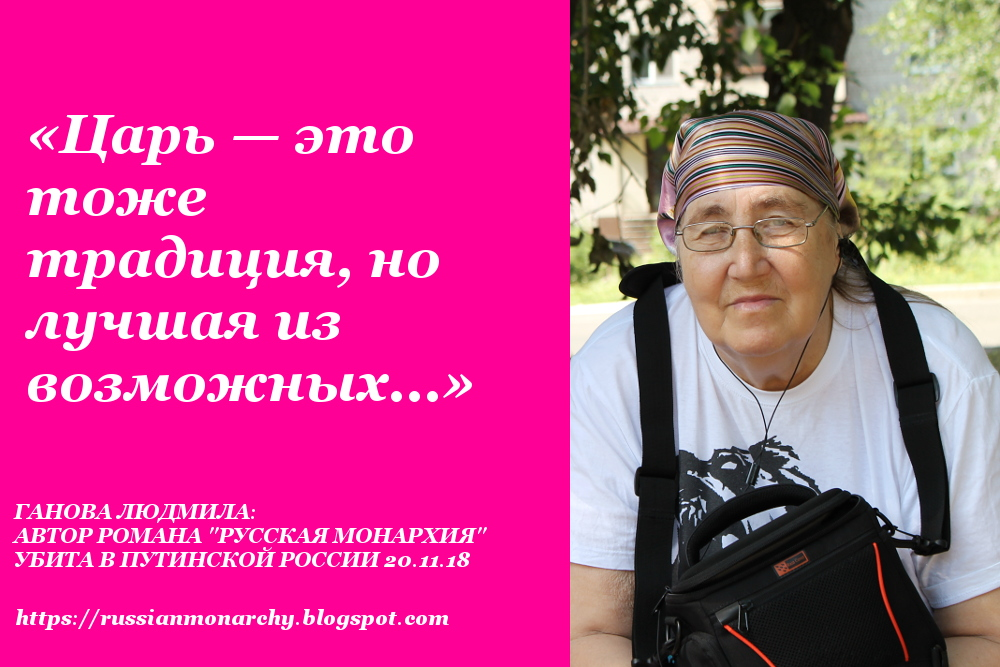 «Царь — это
тоже
традиция, но
лучшая из
возможных...»
ГАНОВА ЛЮДМИЛА:
АВТОР РОМАНА "РУССКАЯ МОНАРХИЯ"
УБИТА В ПУТИНСКОЙ РОССИИ 20.11.18
https://russianmonarchy.blogspot.com